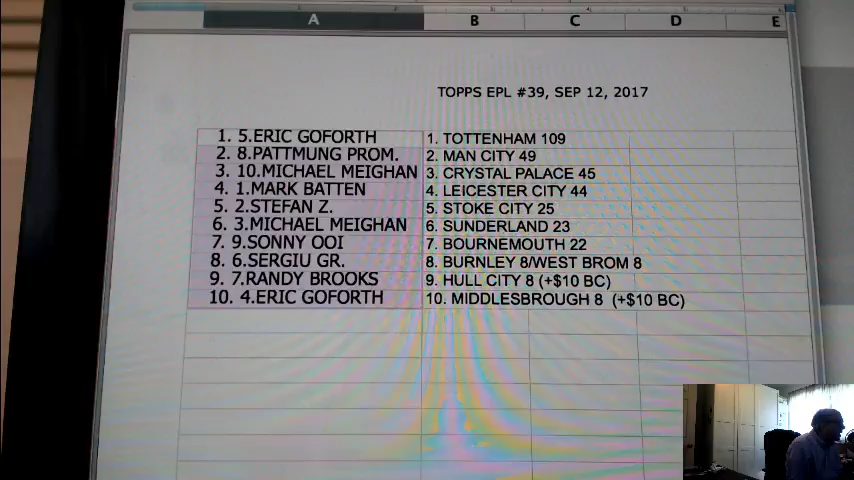 A B C D E
TOPPS EPL #39, SEP 12, 2017
1. 5.ERIC GOFORTH 1. TOTTENHAM 109
2. 8.PATTMUNG PROM. 2. MAN CITY 49
3. 10.MICHAEL MEIGHAN 3. CRYSTAL PALACE 45
4. 1.MARK BATTEN 4. LEICESTER CITY 44
5. 2.STEFAN Z. 5. STOKE CITY 25
6. 3.MICHAEL MEIGHAN 6. SUNDERLAND 23
7. 9.SONNY OOI 7. BOURNEMOUTH 22
8. 6.SERGIU GR. 8. BURNLEY 8/WEST BROM 8
9. 7.RANDY BROOKS 9. HULL CITY 8 (+$10 BC)
10. 4.ERIC GOFORTH 10. MIDDLESBROUGH 8 (+$10 BC)